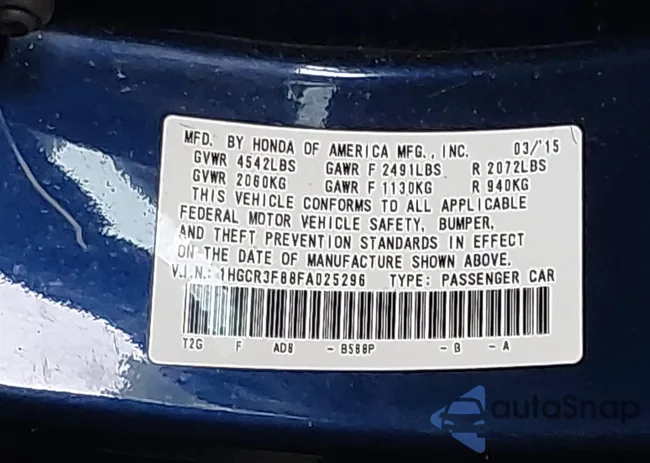 MFD. BY HONDA OF AMERICA MFG., INC. 03/'15
GVWR 4542LBS GAWR F 2491LBS R 2072LBS
GVWR 2060KG GAWR F 1130KG R 940KG
THIS VEHICLE CONFORMS TO ALL APPLICABLE
FEDERAL MOTOR VEHICLE SAFETY, BUMPER,
AND THEFT PREVENTION STANDARDS IN EFFECT
ON THE DATE OF MANUFACTURE SHOWN ABOVE.
V.I.N.: 1HGCR3F88FA025296 TYPE: PASSENGER CAR
T2G F AD8 - B588P - B - A
autoSnap